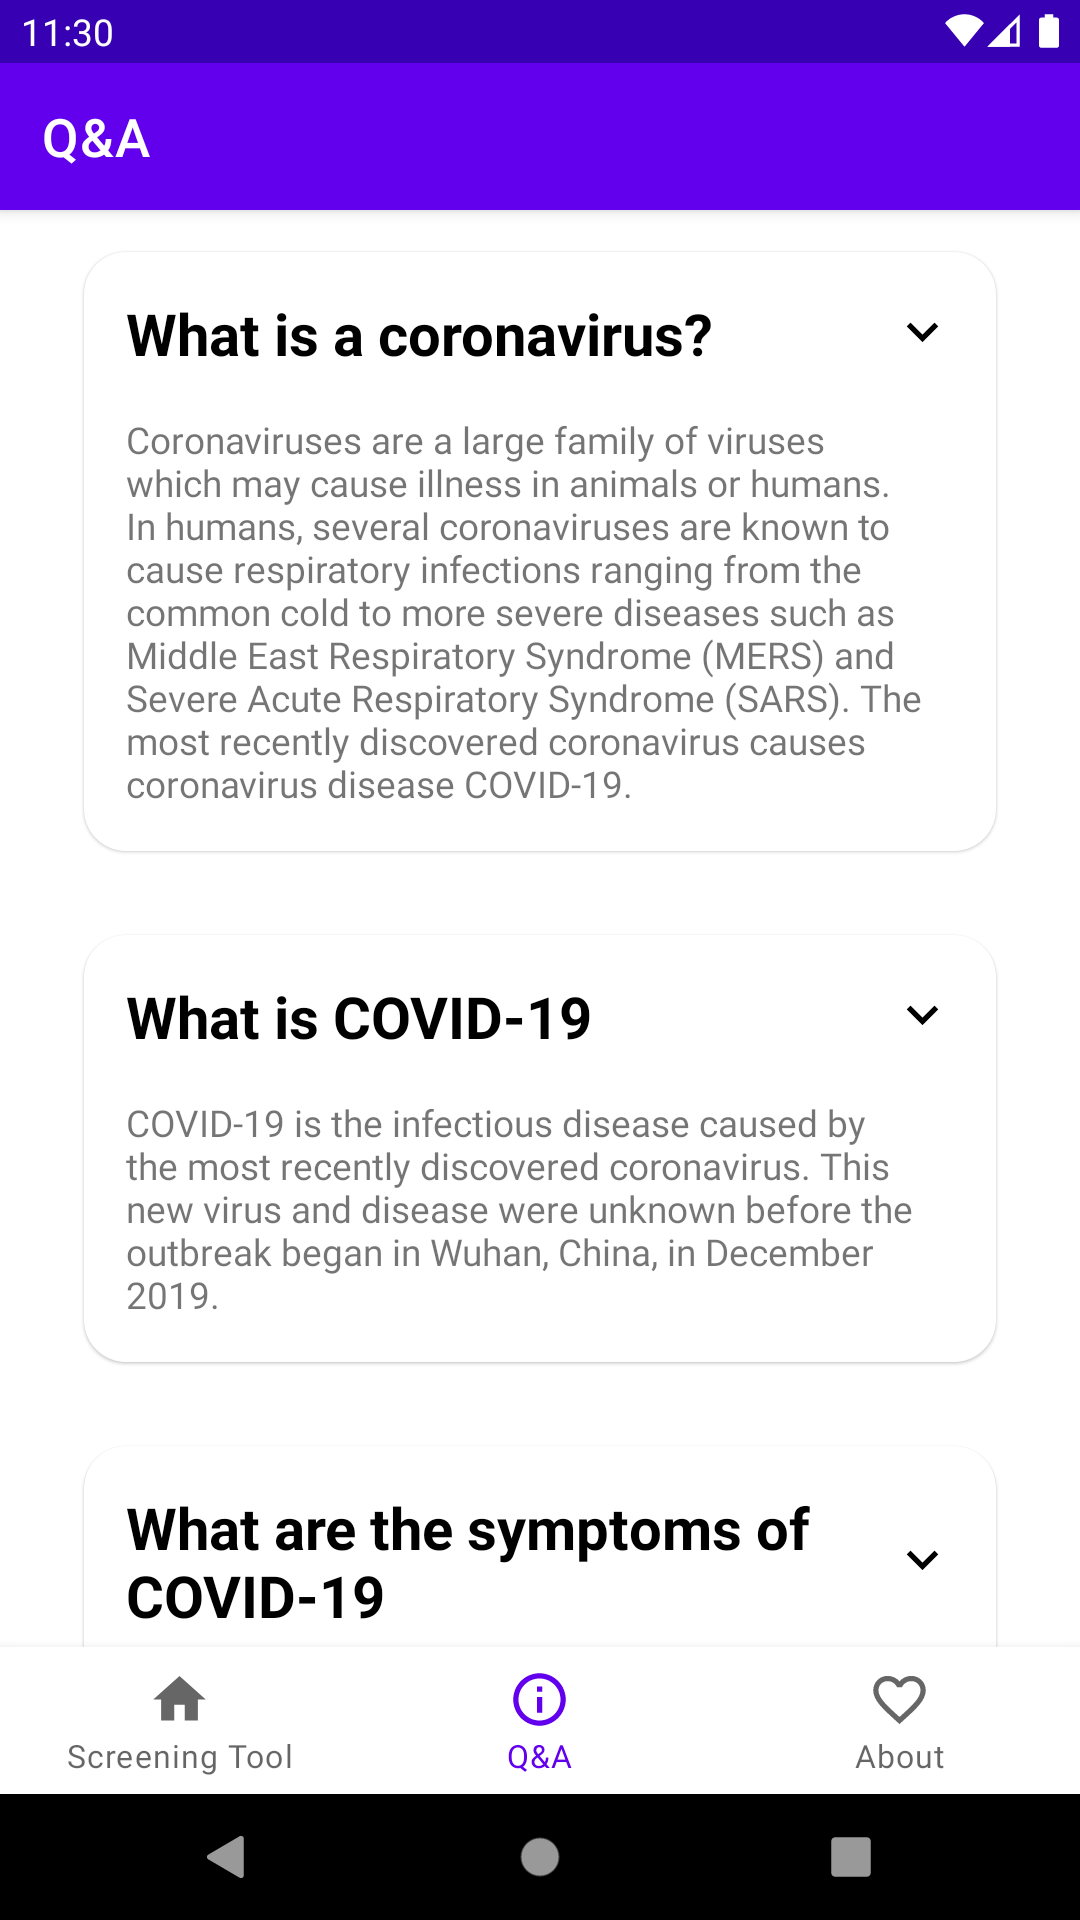 11:30
Q&A
What is a coronavirus?
Coronaviruses are a large family of viruses
which may cause illness in animals or humans.
In humans, several coronaviruses are known to
cause respiratory infections ranging from the
common cold to more severe diseases such as
Middle East Respiratory Syndrome (MERS) and
Severe Acute Respiratory Syndrome (SARS). The
most recently discovered coronavirus causes
coronavirus disease COVID-19.
What is COVID-19
COVID-19 is the infectious disease caused by
the most recently discovered coronavirus. This
new virus and disease were unknown before the
outbreak began in Wuhan, China, in December
2019.
What are the symptoms of
COVID-19
Screening Tool
Q&A
About